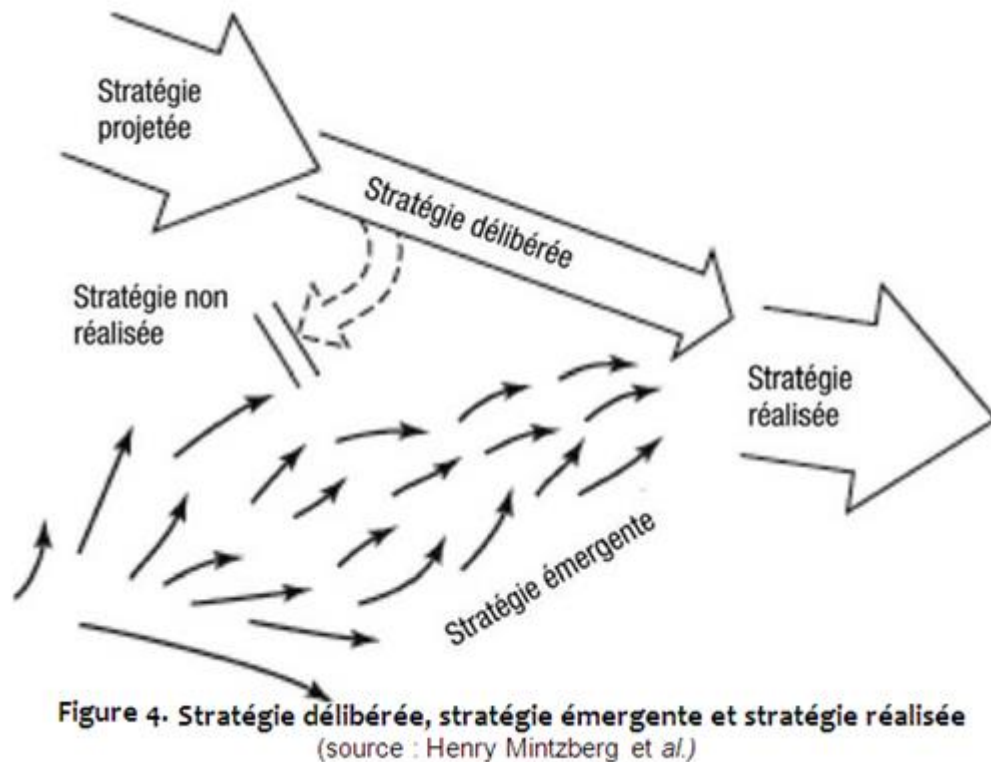 Stratégie
projetée
Stratégie délibérée
Stratégie non
réalisée
Stratégie
réalisée
Stratégie émergente
Figure 4. Stratégie délibérée, stratégie émergente et stratégie réalisée
(source : Henry Mintzberg et al.)